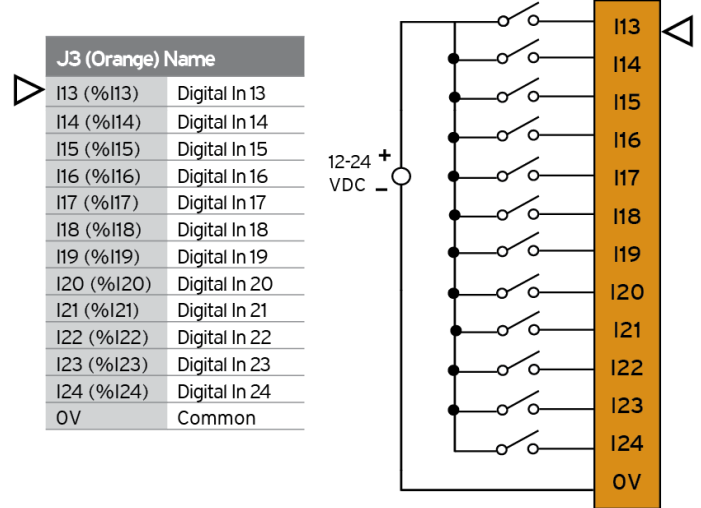 J3 (Orange) Name
I13 (%I13) Digital In 13
I14 (%I14) Digital In 14
I15 (%I15) Digital In 15
I16 (%I16) Digital In 16
I17 (%I17) Digital In 17
I18 (%I18) Digital In 18
I19 (%I19) Digital In 19
I20 (%I20) Digital In 20
I21 (%I21) Digital In 21
I22 (%I22) Digital In 22
I23 (%I23) Digital In 23
I24 (%I24) Digital In 24
0V Common
12-24 +
VDC –
I13
I14
I15
I16
I17
I18
I19
I20
I21
I22
I23
I24
0V